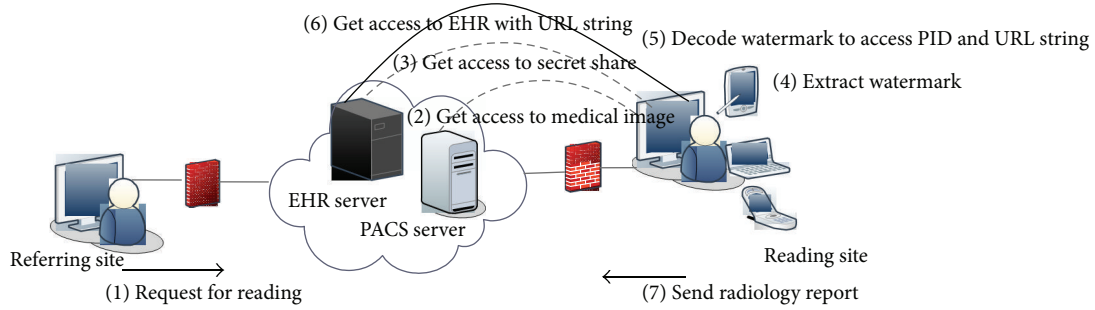 (6) Get access to EHR with URL string
(5) Decode watermark to access PID and URL string
(3) Get access to secret share
(4) Extract watermark
(2) Get access to medical image
EHR server
PACS server
Referring site
Reading site
(1) Request for reading
(7) Send radiology report